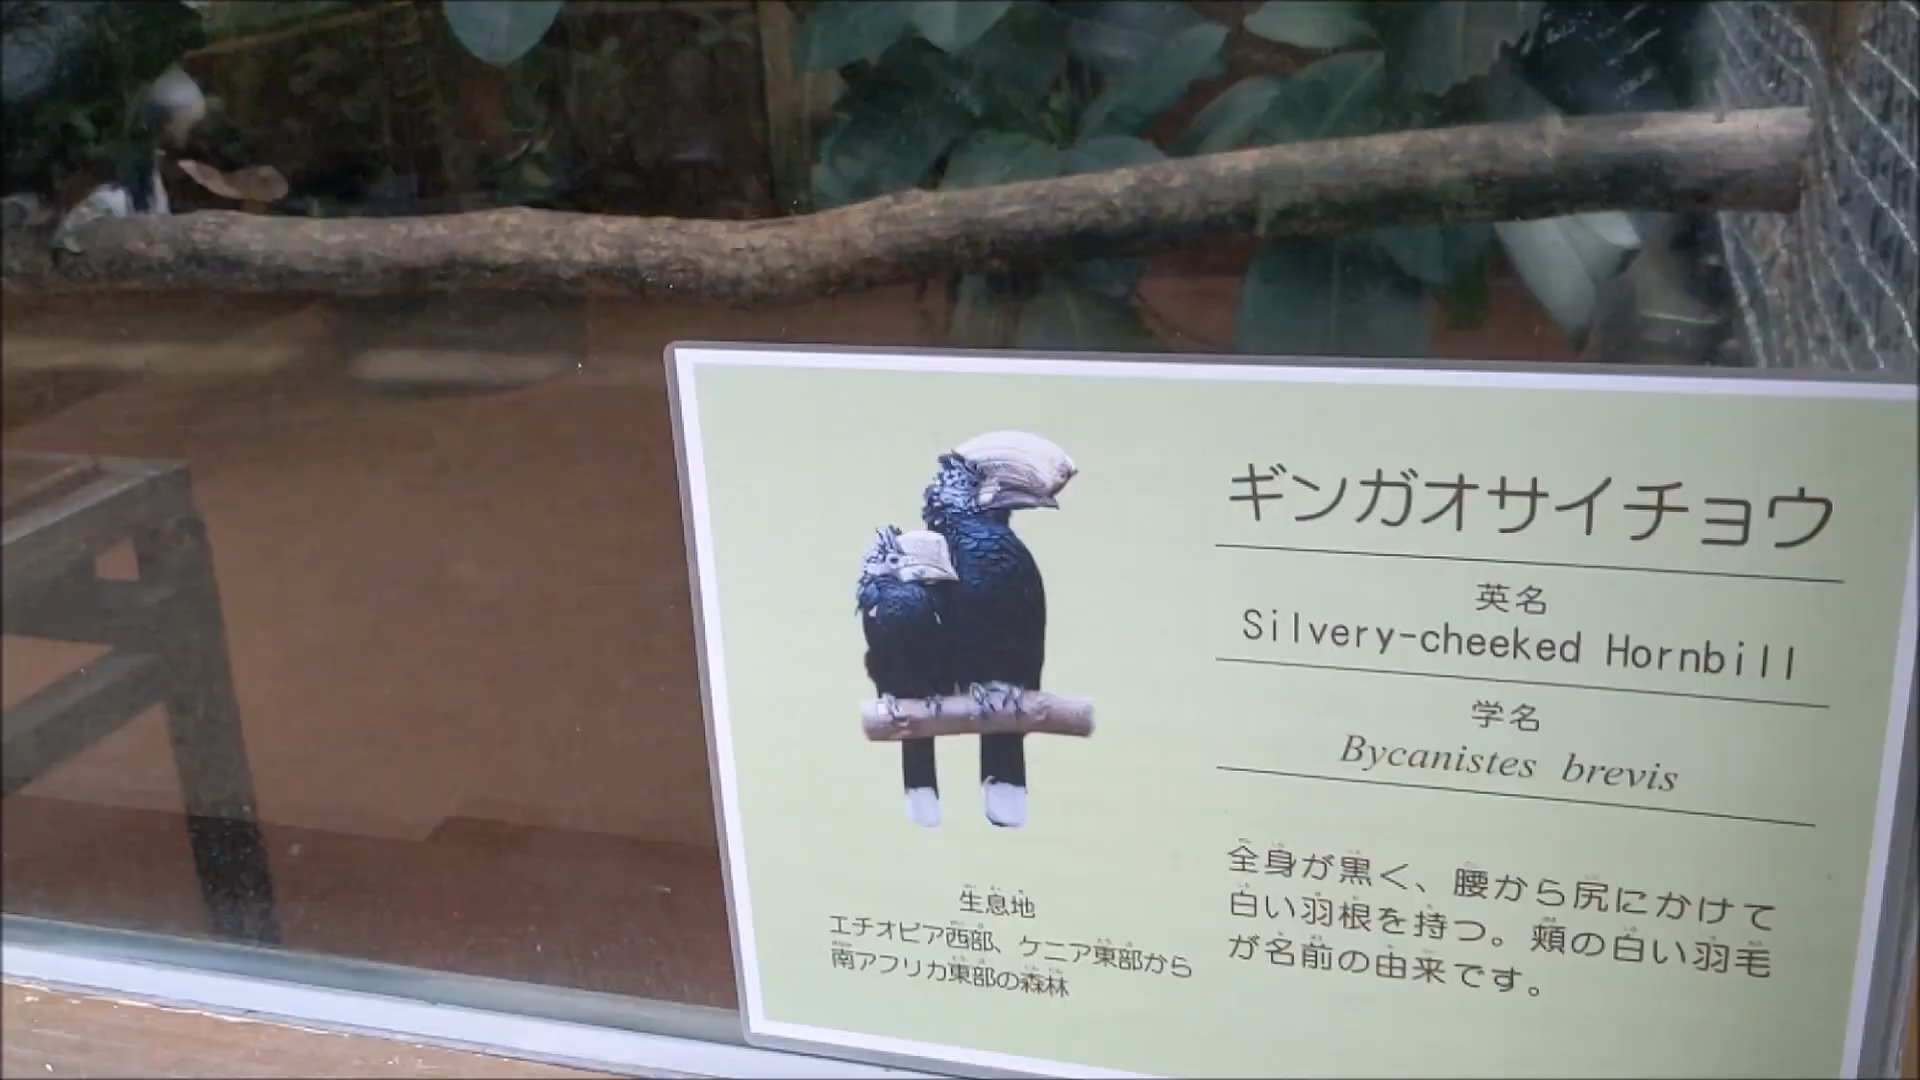 ギンガオサイチョウ
英名
Silvery-cheeked Hornbill
学名
Bycanistes brevis
全身が黒く、腰から尻にかけて
白い羽根を持つ。頬の白い羽毛
が名前の由来です。
生息地
エチオピア西部、ケニア東部から
南アフリカ東部の森林